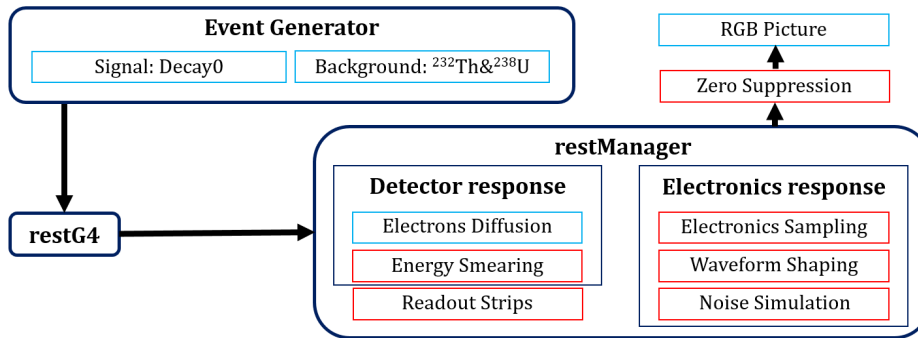 Event Generator
Signal: Decay0
Background: ²³²Th&²³⁸U
RGB Picture
Zero Suppression
restManager
Detector response
Electrons Diffusion
Energy Smearing
Readout Strips
Electronics response
Electronics Sampling
Waveform Shaping
Noise Simulation
restG4